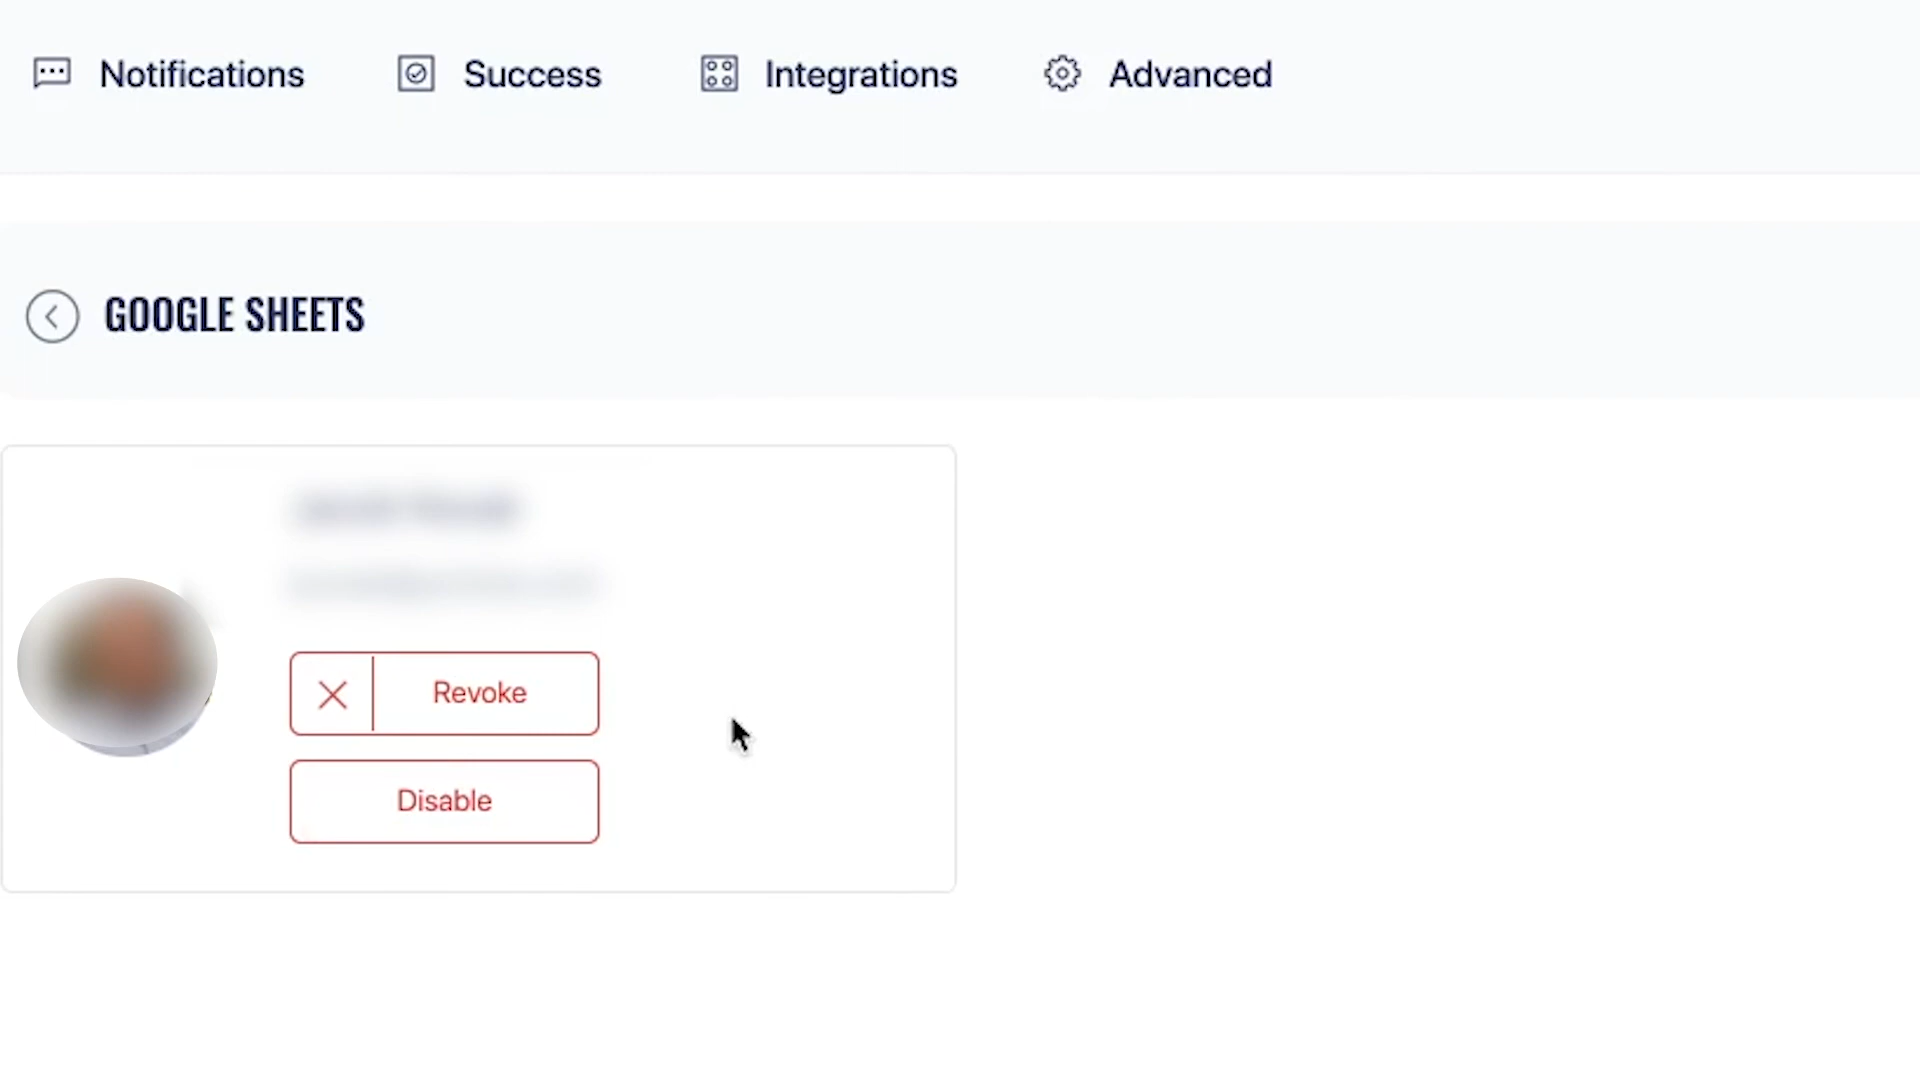 Notifications
Success
Integrations
Advanced
GOOGLE SHEETS
Revoke
Disable